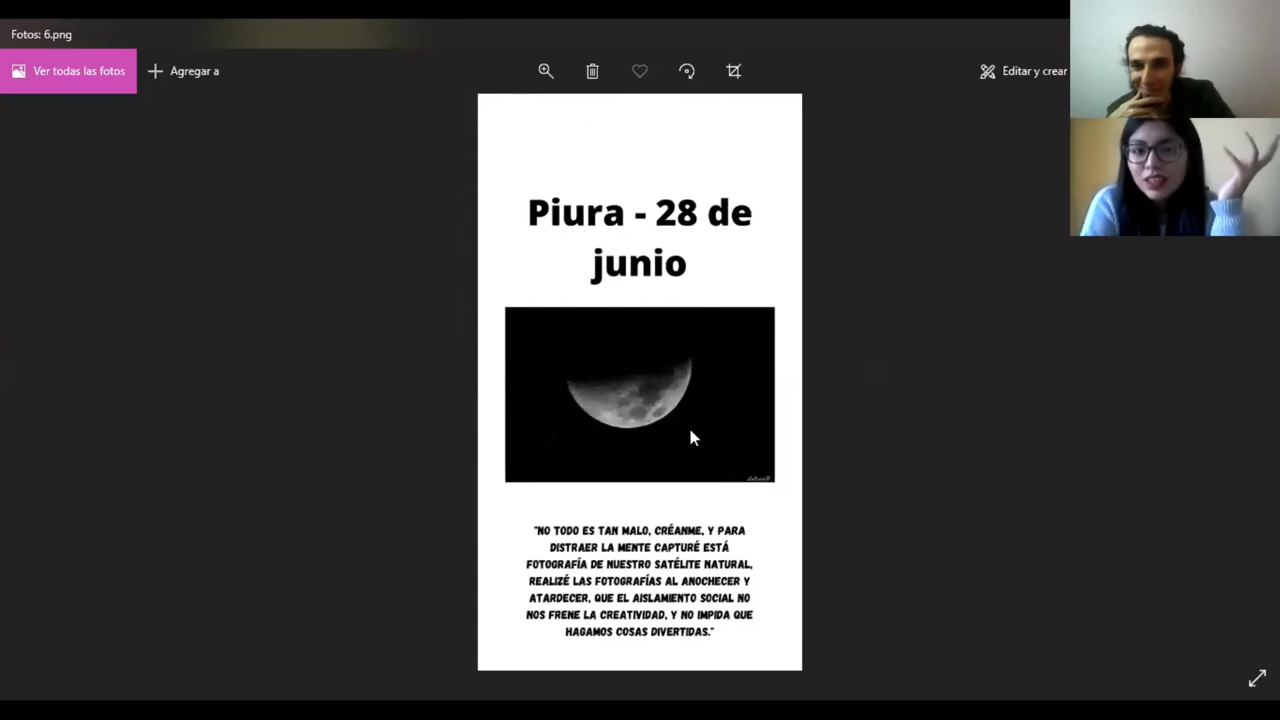 Fotos: 6.png
Ver todas las fotos
Agregar a
Editar y crear
Piura - 28 de
junio
"NO TODO ES TAN MALO, CRÉANME, Y PARA
DISTRAER LA MENTE CAPTURÉ ESTÁ
FOTOGRAFÍA DE NUESTRO SATÉLITE NATURAL,
REALIZÉ LAS FOTOGRAFÍAS AL ANOCHECER Y
ATARDECER, QUE EL AISLAMIENTO SOCIAL NO
NOS FRENE LA CREATIVIDAD, Y NO IMPIDA QUE
HAGAMOS COSAS DIVERTIDAS."